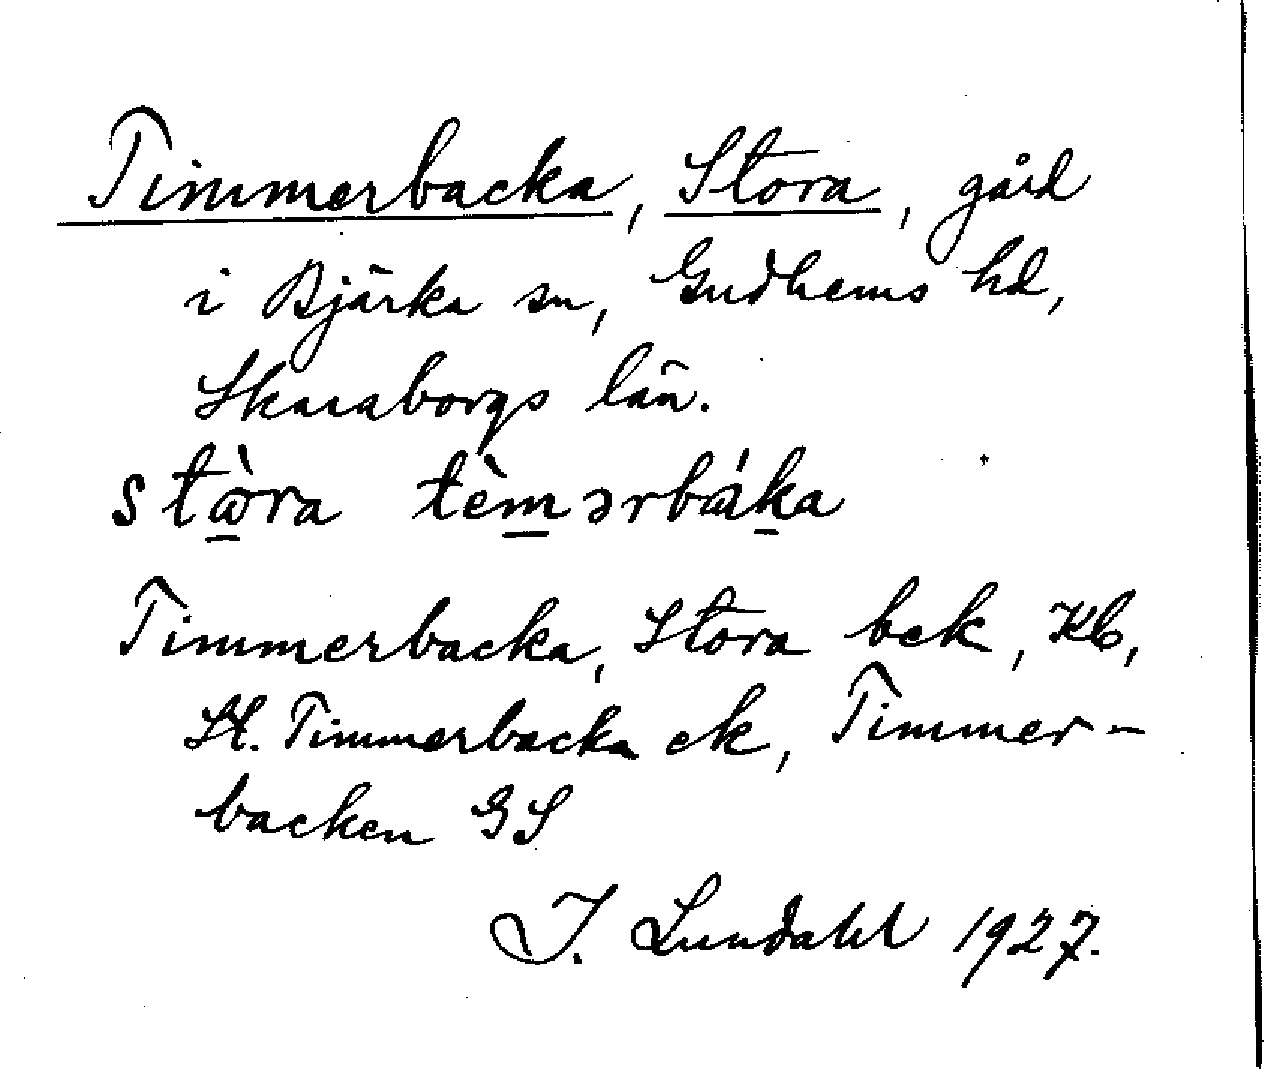 Timmerbacka, Stora, gård
i Bjärka sn, Gudhems hd,
Skaraborgs län.
stòra tèmərbáka
Timmerbacka, Stora bek, Kb,
St. Timmerbacka ek, Timmer-
backen GS
I. Lundahl 1927.